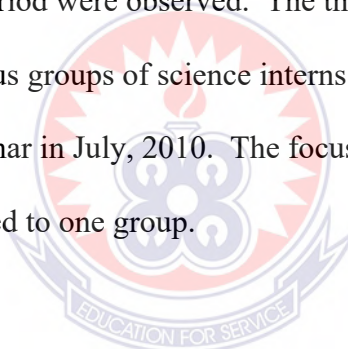 riod were observed. The th
us groups of science interns
nar in July, 2010. The focus
ed to one group.
EDUCATION FOR SERVICE